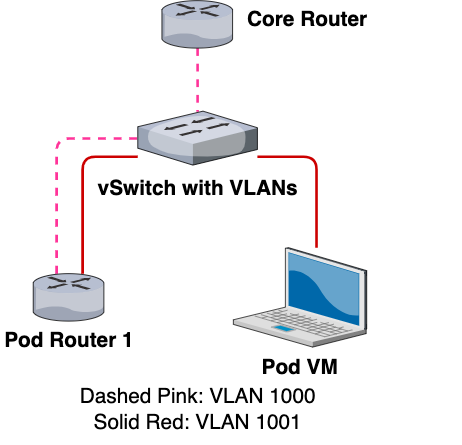 Core Router
vSwitch with VLANs
Pod Router 1
Pod VM
Dashed Pink: VLAN 1000
Solid Red: VLAN 1001